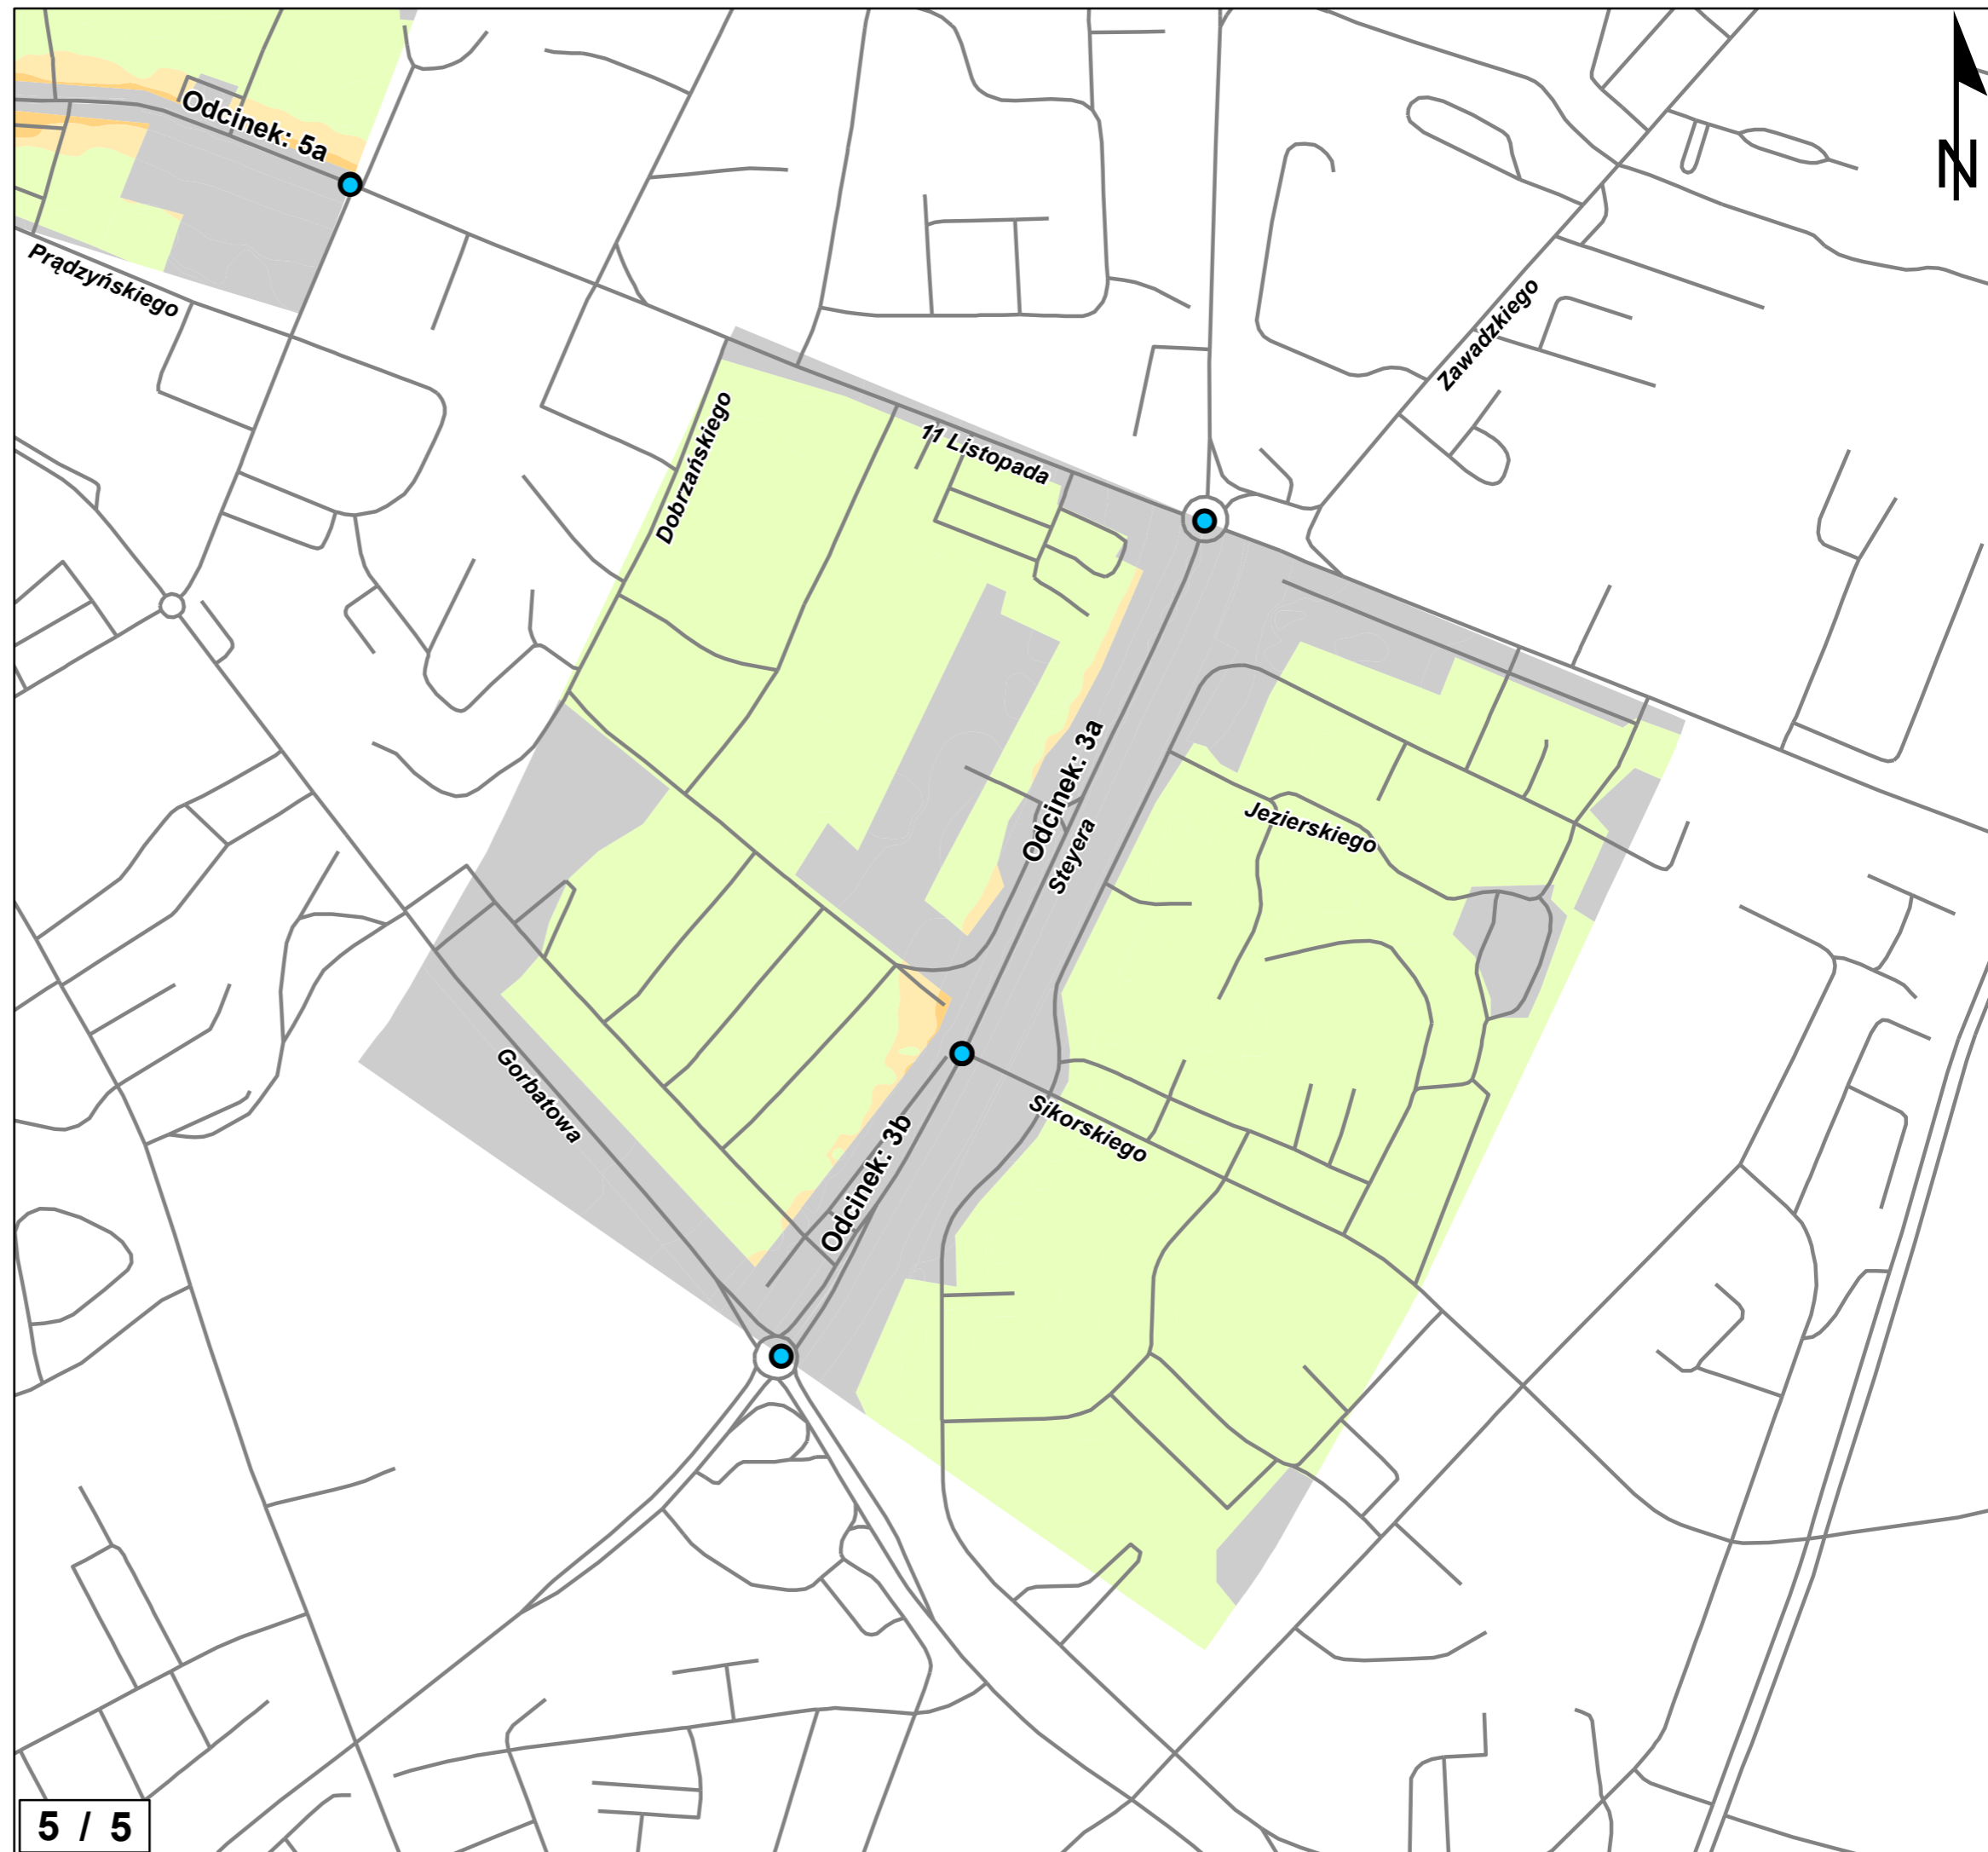 Odcinek: 5a
N
Prądzyńskiego
Zawadzkiego
Dobrzańskiego
11 Listopada
Odcinek: 3a
Steyera
Jezierskiego
Gorbatowa
Sikorskiego
Odcinek: 3b
5 / 5